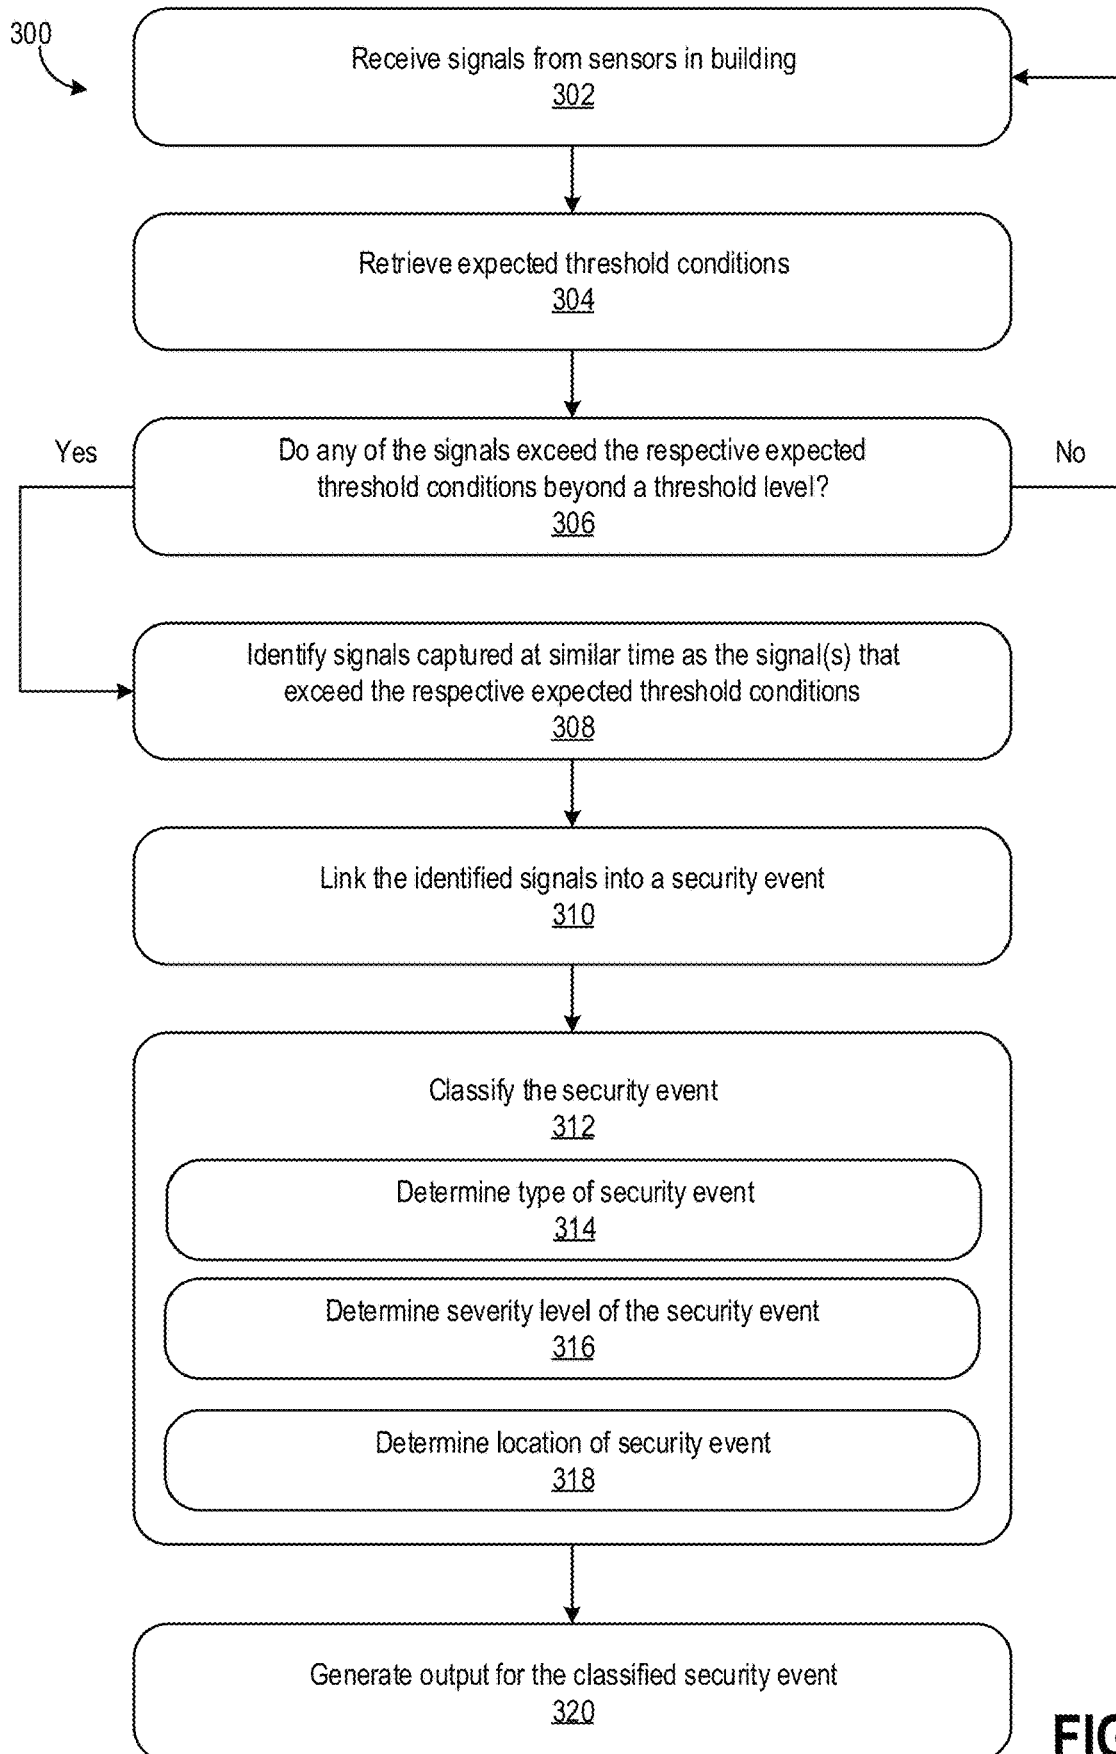 300
Receive signals from sensors in building
302
Retrieve expected threshold conditions
304
Yes
Do any of the signals exceed the respective expected
threshold conditions beyond a threshold level?
306
No
Identify signals captured at similar time as the signal(s) that
exceed the respective expected threshold conditions
308
Link the identified signals into a security event
310
Classify the security event
312
Determine type of security event
314
Determine severity level of the security event
316
Determine location of security event
318
Generate output for the classified security event
320
FIG